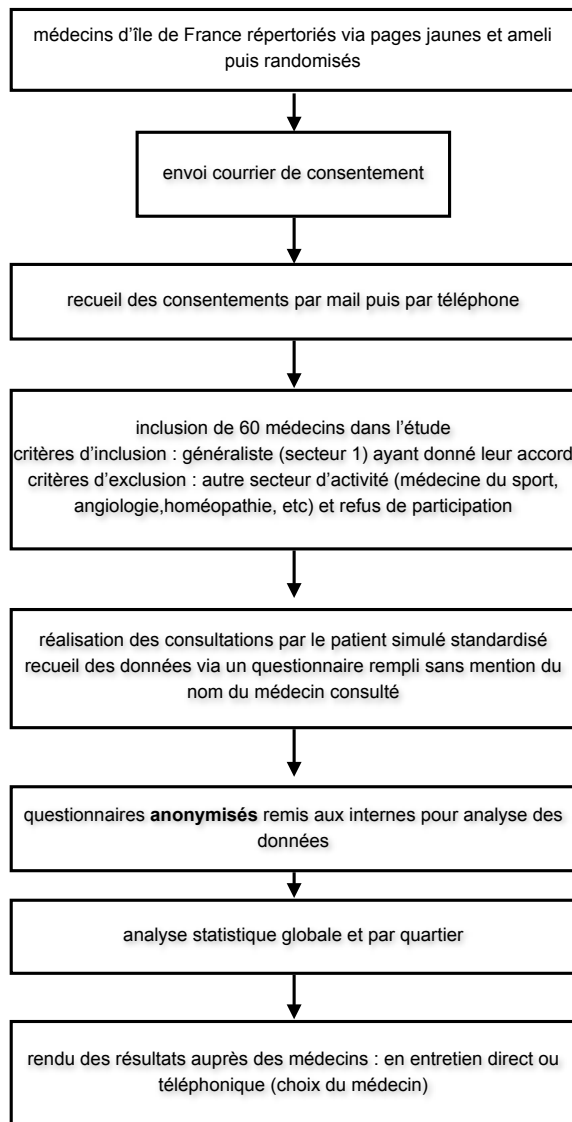 médecins d’île de France répertoriés via pages jaunes et ameli
puis randomisés
envoi courrier de consentement
recueil des consentements par mail puis par téléphone
inclusion de 60 médecins dans l’étude
critères d’inclusion : généraliste (secteur 1) ayant donné leur accord
critères d’exclusion : autre secteur d’activité (médecine du sport,
angiologie,homéopathie, etc) et refus de participation
réalisation des consultations par le patient simulé standardisé
recueil des données via un questionnaire rempli sans mention du
nom du médecin consulté
questionnaires anonymisés remis aux internes pour analyse des
données
analyse statistique globale et par quartier
rendu des résultats auprès des médecins : en entretien direct ou
téléphonique (choix du médecin)